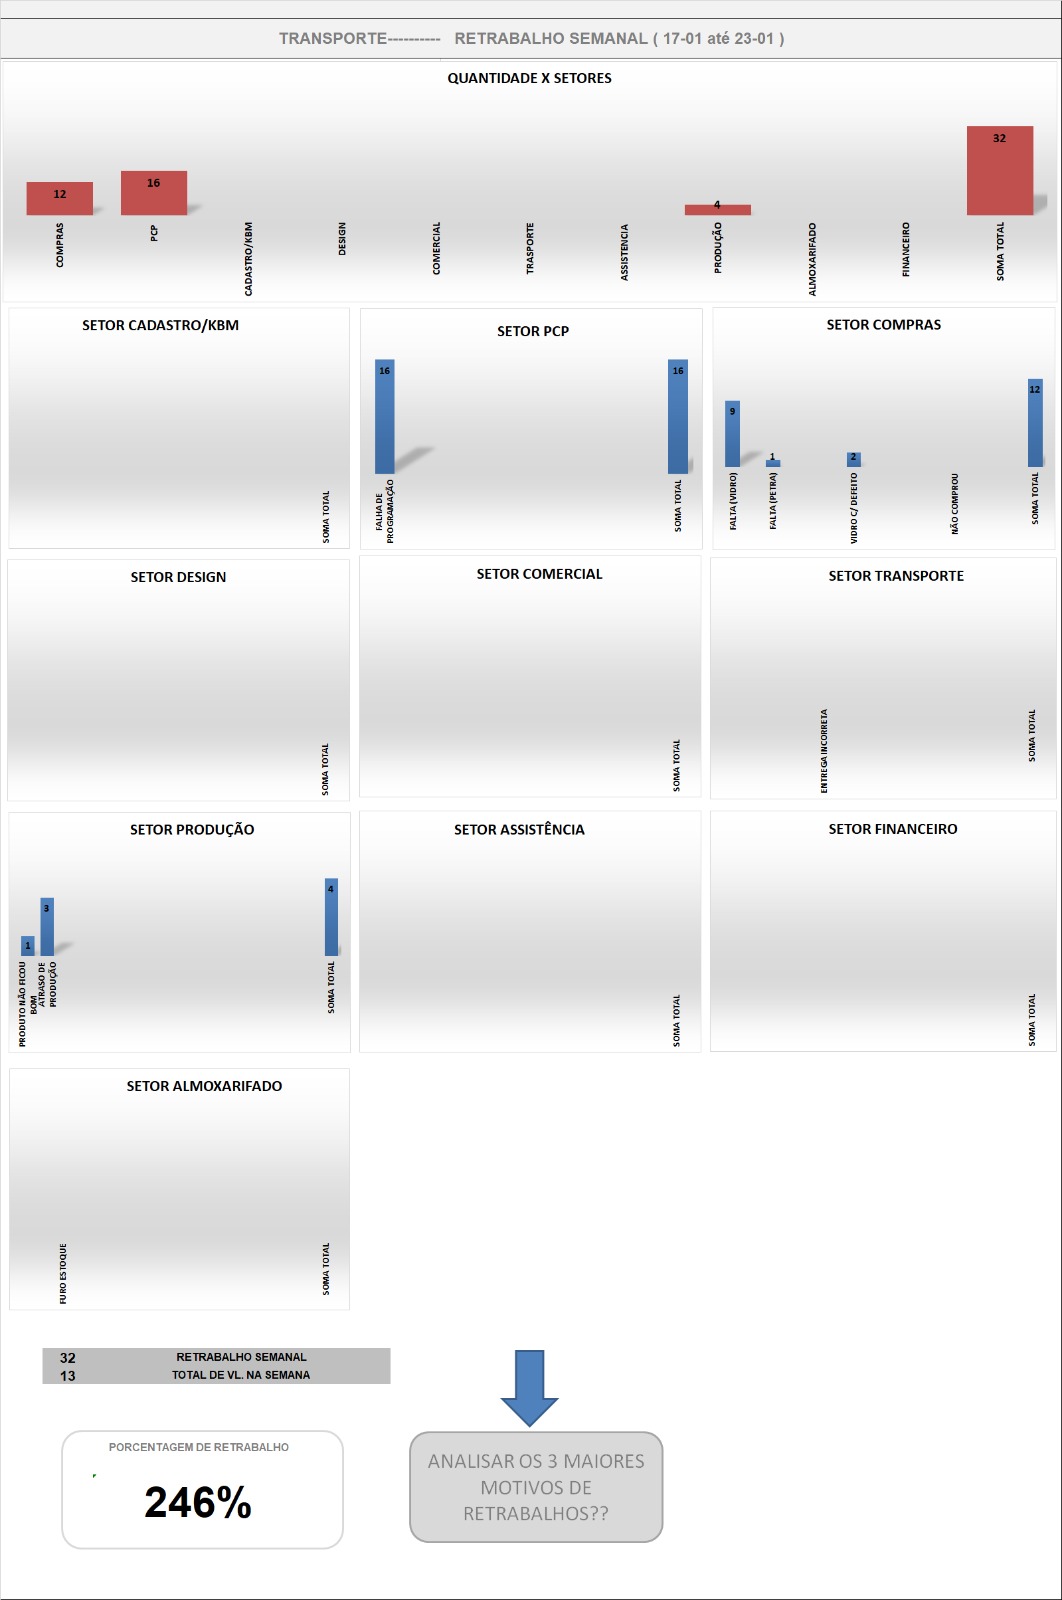 TRANSPORTE---------- RETRABALHO SEMANAL ( 17-01 até 23-01 )
QUANTIDADE X SETORES
12
16
4
32
COMPRAS
PCP
CADASTRO/KBM
DESIGN
COMERCIAL
TRASPORTE
ASSISTENCIA
PRODUÇÃO
ALMOXARIFADO
FINANCEIRO
SOMA TOTAL
SETOR CADASTRO/KBM
SOMA TOTAL
SETOR PCP
16
16
FALHA DE
PROGRAMAÇÃO
SOMA TOTAL
SETOR COMPRAS
9
1
2
12
FALTA (VIDRO)
FALTA (PETRA)
VIDRO C/ DEFEITO
NÃO COMPROU
SOMA TOTAL
SETOR DESIGN
SOMA TOTAL
SETOR COMERCIAL
SOMA TOTAL
SETOR TRANSPORTE
ENTREGA INCORRETA
SOMA TOTAL
SETOR PRODUÇÃO
1
3
4
PRODUTO NÃO FICOU
BOM
ATRASO DE
PRODUÇÃO
SOMA TOTAL
SETOR ASSISTÊNCIA
SOMA TOTAL
SETOR FINANCEIRO
SOMA TOTAL
SETOR ALMOXARIFADO
FURO ESTOQUE
SOMA TOTAL
32 RETRABALHO SEMANAL
13 TOTAL DE VL. NA SEMANA
PORCENTAGEM DE RETRABALHO
246%
ANALISAR OS 3 MAIORES
MOTIVOS DE
RETRABALHOS??